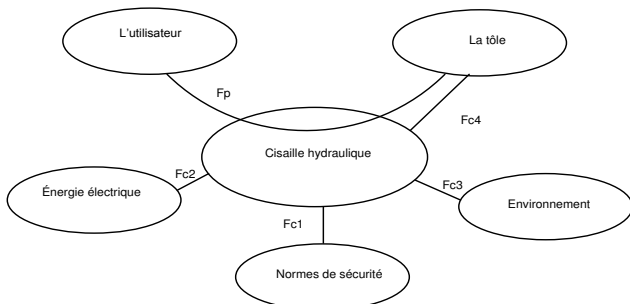 L'utilisateur
La tôle
Fp
Fc4
Cisaille hydraulique
Énergie électrique
Fc2
Fc3
Environnement
Fc1
Normes de sécurité